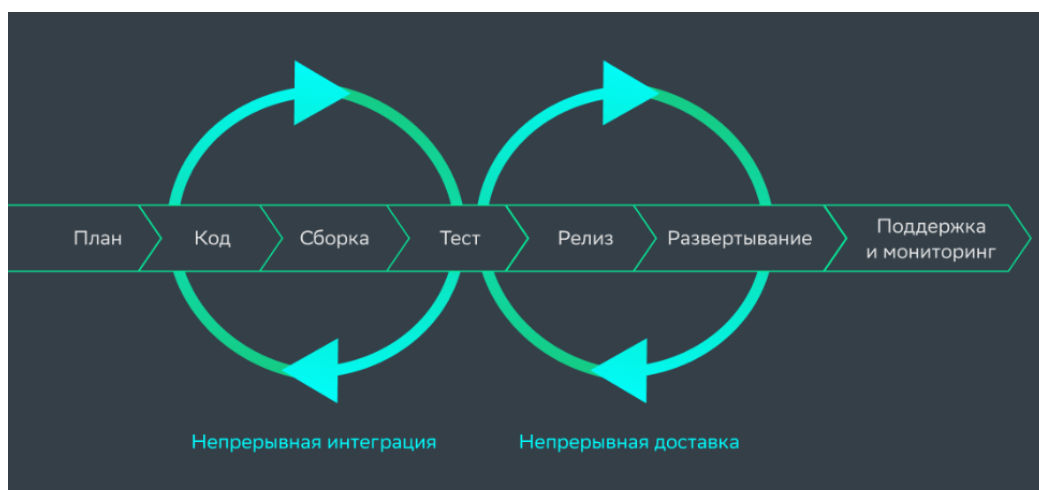 План
Код
Сборка
Тест
Релиз
Развертывание
Поддержка
и мониторинг
Непрерывная интеграция
Непрерывная доставка